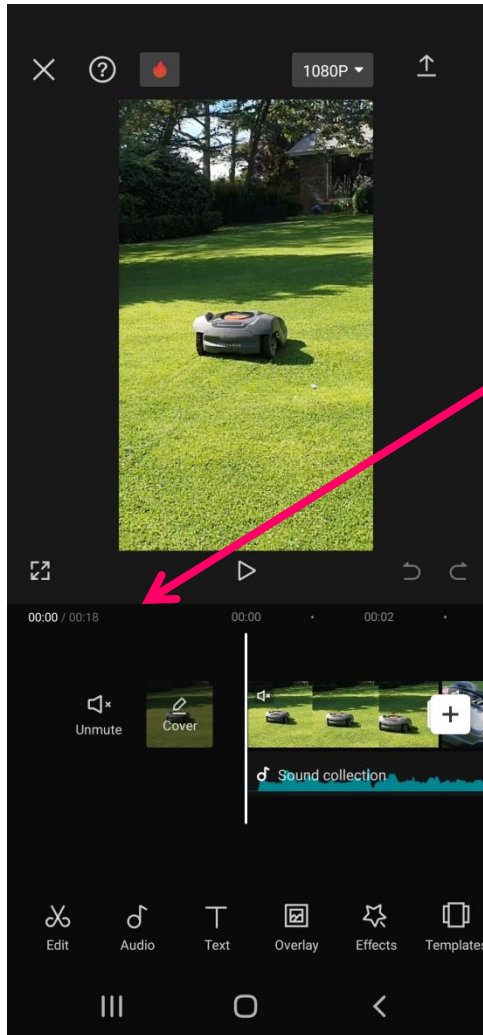 1080P
00:00 / 00:18
00:00
00:02
Unmute
Cover
Sound collection
Edit
Audio
Text
Overlay
Effects
Templates